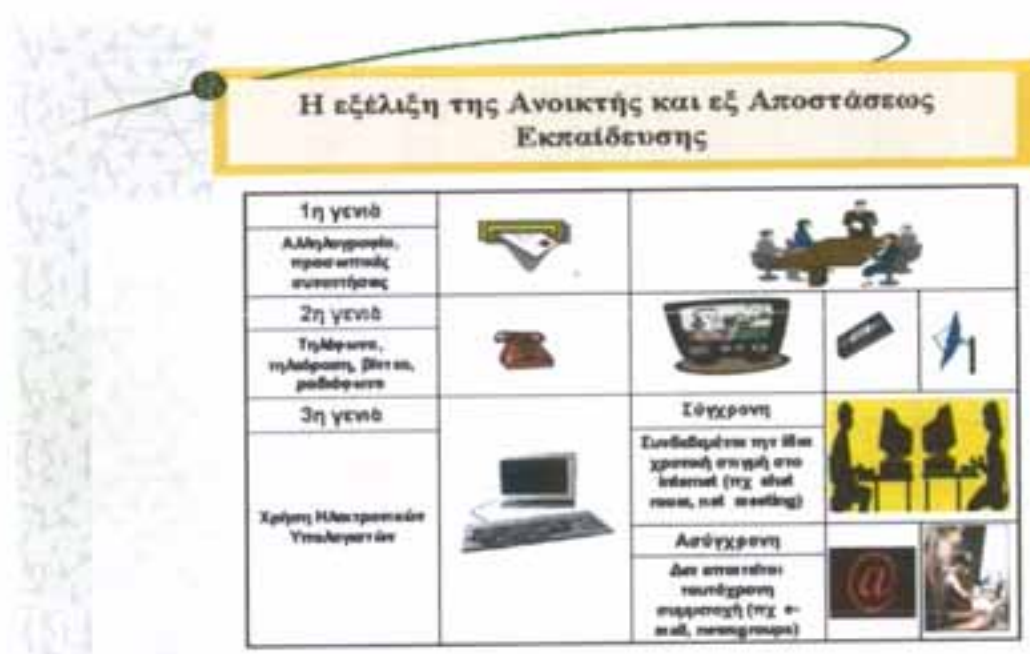 Η εξέλιξη της Ανοικτής και εξ Αποστάσεως
Εκπαίδευσης
1η γενιά
Αλληλογραφία,
προσωπικές
συναντήσεις
2η γενιά
Τηλέφωνο,
τηλεόραση, βίντεο,
ραδιόφωνο
3η γενιά
Χρήση Ηλεκτρονικών
Υπολογιστών
Σύγχρονη
Συνδεδεμένοι την ίδια
χρονική στιγμή στο
internet (πχ chat
room, net meeting)
Ασύγχρονη
Δεν απαιτείται
ταυτόχρονη
συμμετοχή (πχ e-
mail, newsgroups)
@